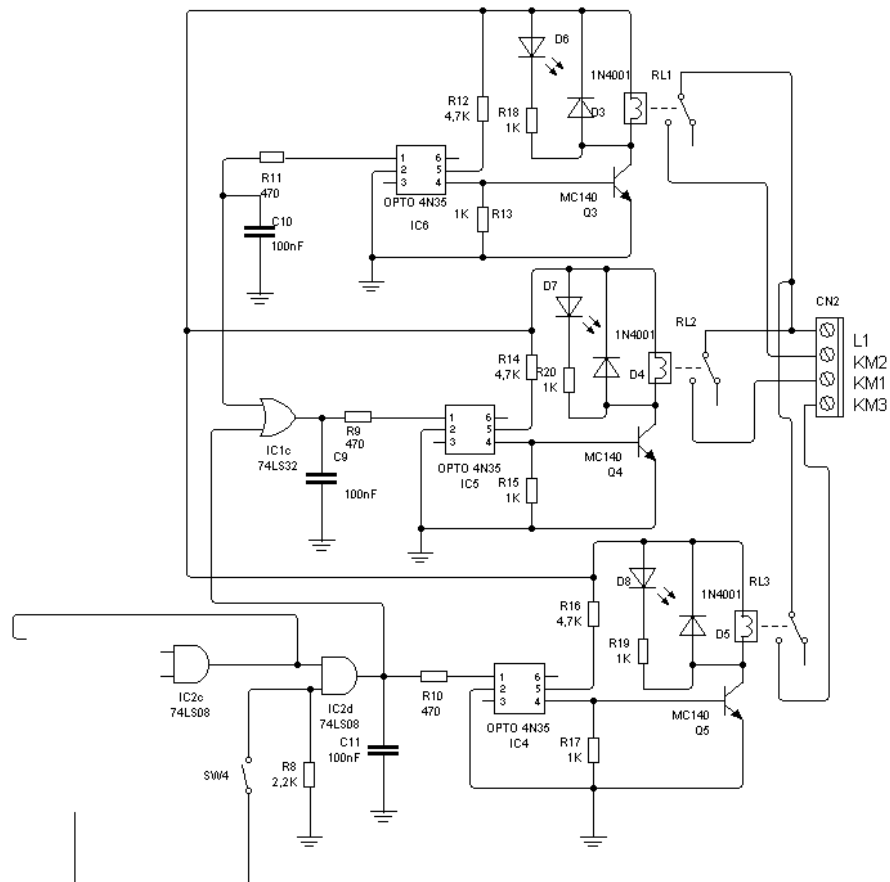 D6
1N4001
RL1
R12
4,7K
R18
1K
D3
R11
470
1
2
3
6
5
4
OPTO 4N35
IC6
1K
R13
MC140
Q3
C10
100nF
D7
1N4001
RL2
CN2
L1
KM2
KM1
KM3
R14
4,7K
R20
1K
D4
IC1c
74LS32
R9
470
C9
100nF
1
2
3
6
5
4
OPTO 4N35
IC5
R15
1K
MC140
Q4
D8
1N4001
RL3
R16
4,7K
R19
1K
D5
IC2c
74LS08
IC2d
74LS08
R10
470
1
2
3
6
5
4
OPTO 4N35
IC4
R17
1K
MC140
Q5
C11
100nF
SW4
R8
2,2K